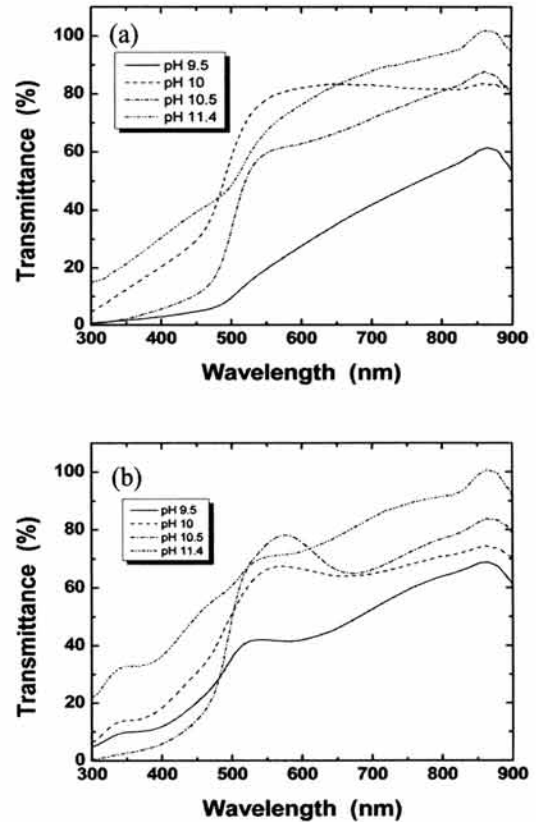 (a)
pH 9.5
pH 10
pH 10.5
pH 11.4
Transmittance (%)
100
80
60
40
20
0
300 400 500 600 700 800 900
Wavelength (nm)
(b)
pH 9.5
pH 10
pH 10.5
pH 11.4
Transmittance (%)
100
80
60
40
20
0
300 400 500 600 700 800 900
Wavelength (nm)